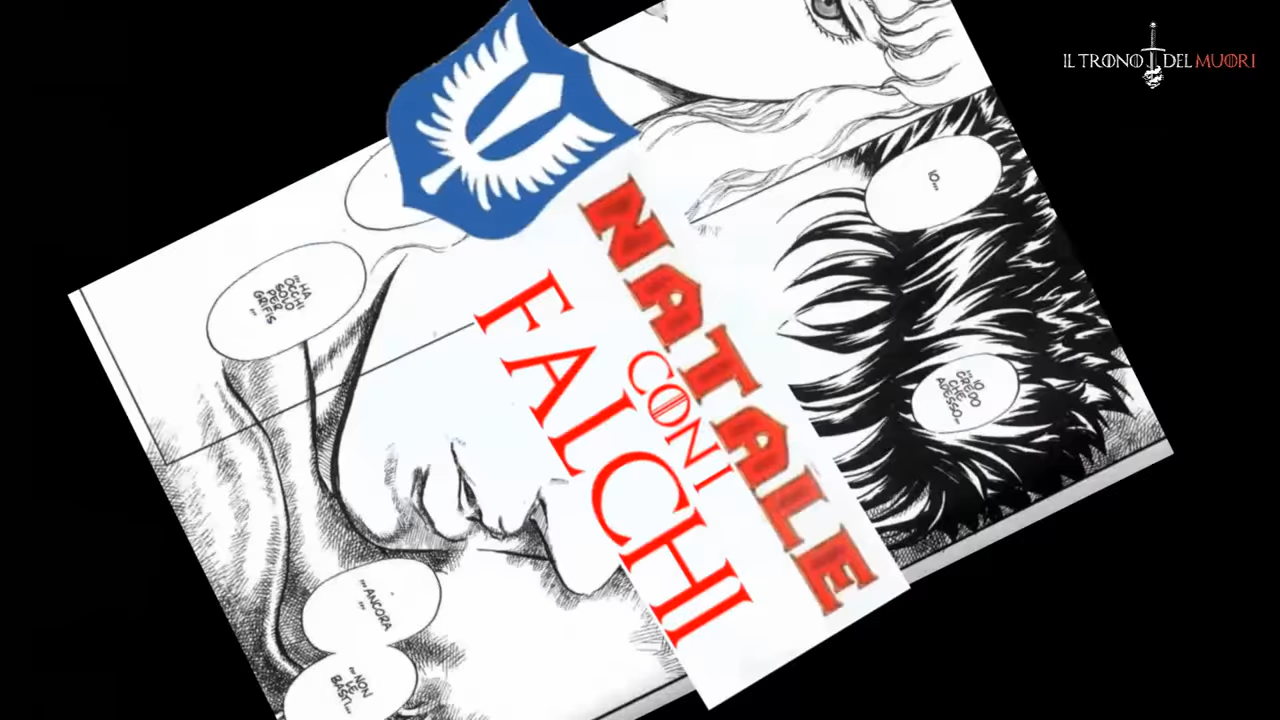 IL TRONO DEL MUORI
NATALE
CON I
FALCHI
IO...
...IO
CREDO
CHE
ADESSO...
...HA
OCCHI
SOLO
PER
GRIFIS
...
...ANCORA
...
...NON
LE
BASTI...